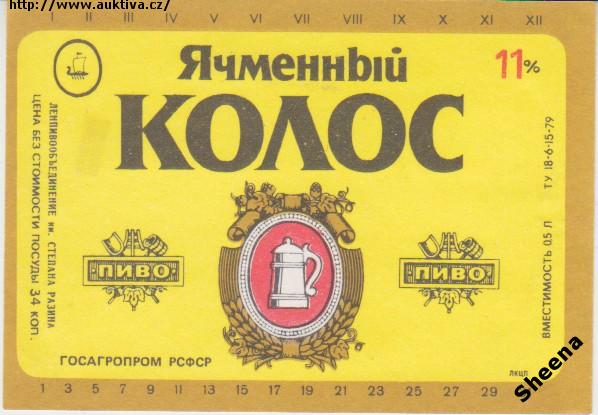 http://www.auktiva.cz/
I II III IV V VI VII VIII IX X XI XII
Ячменный
11%
КОЛОС
ЛЕНПИВООБЪЕДИНЕНИЕ им. СТЕПАНА РАЗИНА
ЦЕНА БЕЗ СТОИМОСТИ ПОСУДЫ 34 КОП.
ПИВО
ПИВО
ВМЕСТИМОСТЬ 0,5 Л
ТУ 18-6-15-79
ГОСАГРОПРОМ РСФСР
ЛКЦП
1 3 5 7 9 11 13 15 17 19 21 23 25 27 29
Sheena